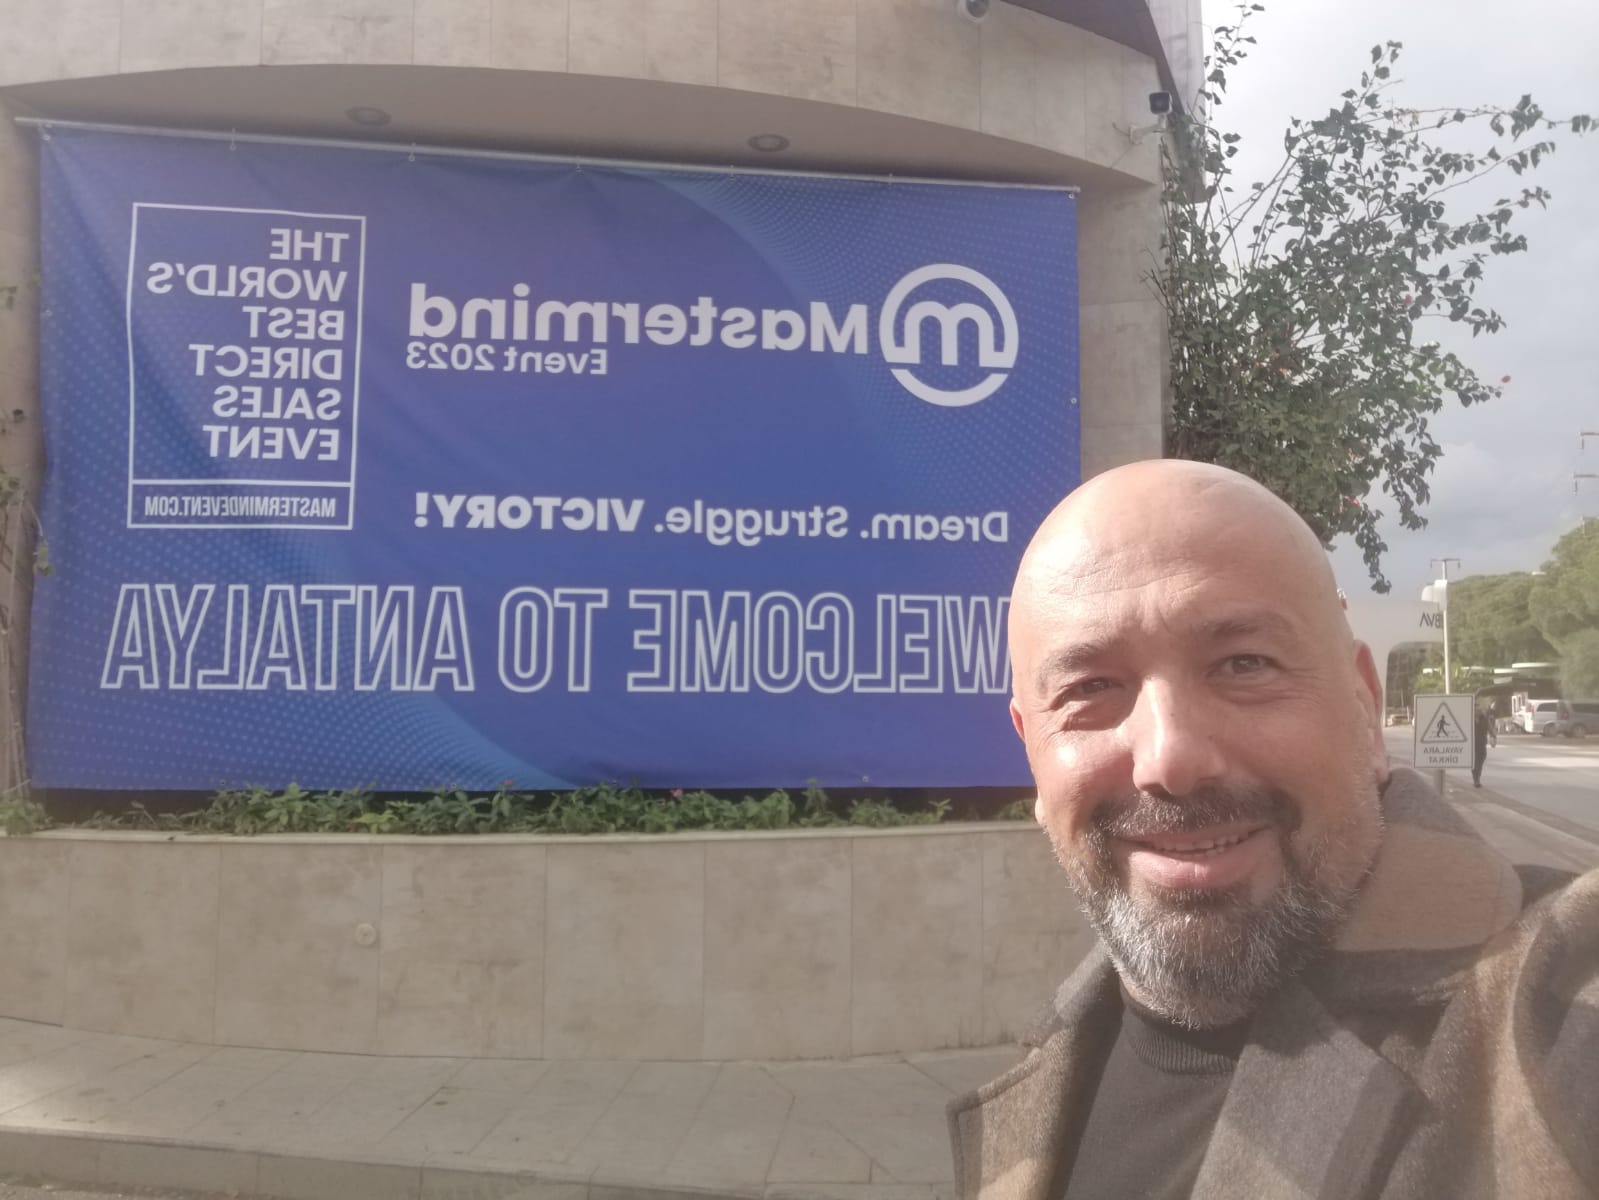 Mastermind
Event 2023
THE
WORLD'S
BEST
DIRECT
SALES
EVENT
MASTERMINDEVENT.COM
Dream. Struggle. VICTORY!
WELCOME TO ANTALYA
YAYALARA
DİKKAT